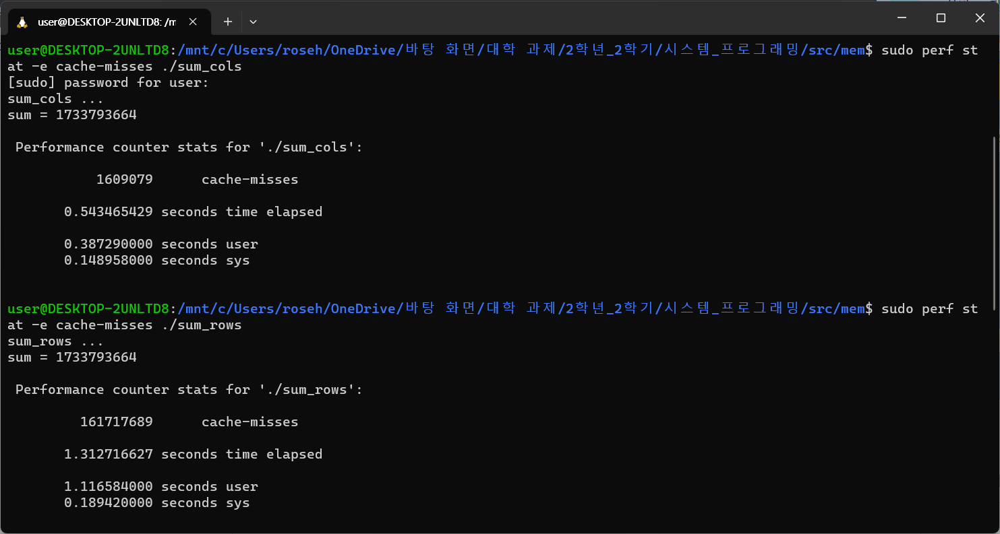 user@DESKTOP-2UNLTD8: /m
user@DESKTOP-2UNLTD8:/mnt/c/Users/roseh/OneDrive/바탕 화면/대학 과제/2학년_2학기/시스템_프로그래밍/src/mem$ sudo perf st
at -e cache-misses ./sum_cols
[sudo] password for user:
sum_cols ...
sum = 1733793664
Performance counter stats for './sum_cols':
1609079      cache-misses
0.543465429 seconds time elapsed
0.387290000 seconds user
0.148958000 seconds sys
user@DESKTOP-2UNLTD8:/mnt/c/Users/roseh/OneDrive/바탕 화면/대학 과제/2학년_2학기/시스템_프로그래밍/src/mem$ sudo perf st
at -e cache-misses ./sum_rows
sum_rows ...
sum = 1733793664
Performance counter stats for './sum_rows':
161717689      cache-misses
1.312716627 seconds time elapsed
1.116584000 seconds user
0.189420000 seconds sys